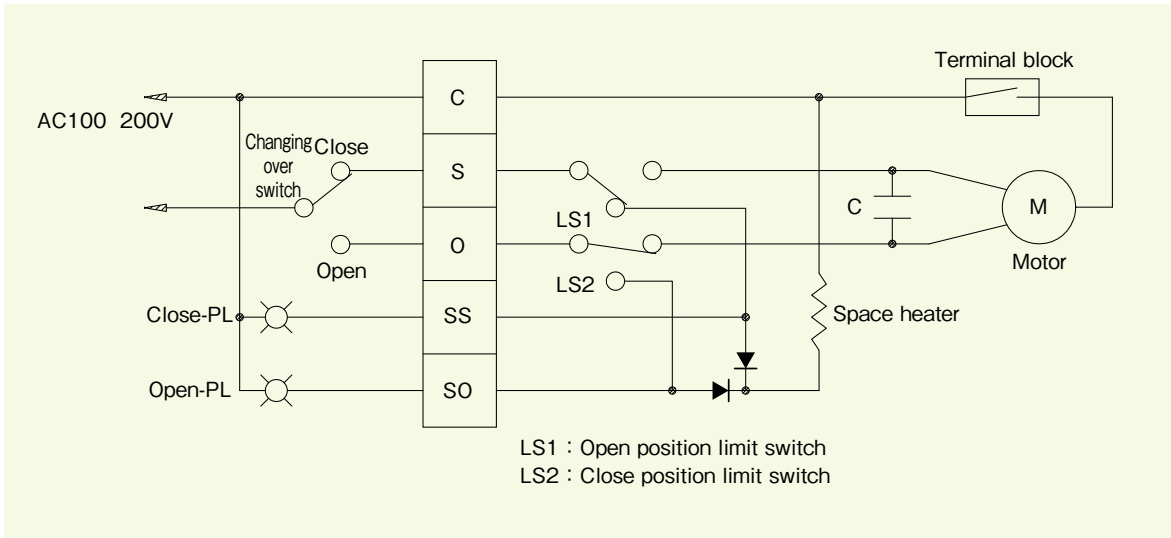 Terminal block
AC100 200V
C
Changing
over
switch
Close
S
LS1
C
M
O
Open
LS2
Motor
Close-PL
SS
Space heater
Open-PL
SO
LS1 : Open position limit switch
LS2 : Close position limit switch